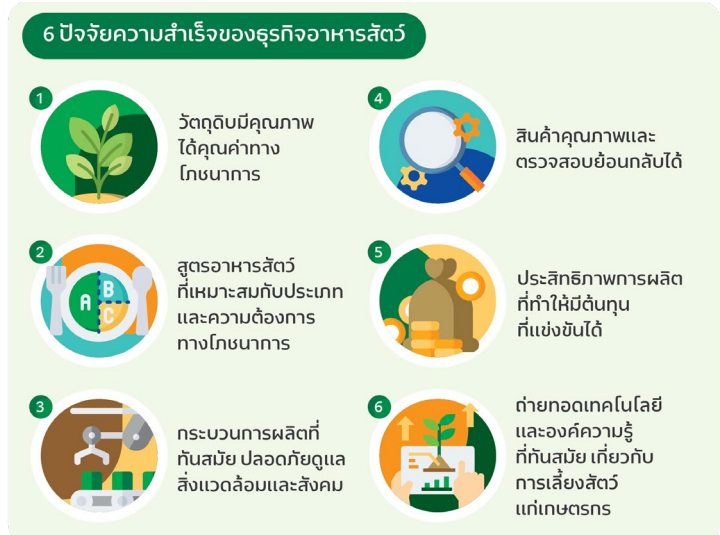 6 ปัจจัยความสำเร็จของธุรกิจอาหารสัตว์
1
วัตถุดิบมีคุณภาพ
ได้คุณค่าทาง
โภชนาการ
2
A
B
C
สูตรอาหารสัตว์
ที่เหมาะสมกับประเภท
และความต้องการ
ทางโภชนาการ
3
กระบวนการผลิตที่
ทันสมัย ปลอดภัยดูแล
สิ่งแวดล้อมและสังคม
4
สินค้าคุณภาพและ
ตรวจสอบย้อนกลับได้
5
ประสิทธิภาพการผลิต
ที่ทำให้มีต้นทุน
ที่แข่งขันได้
6
ถ่ายทอดเทคโนโลยี
และองค์ความรู้
ที่ทันสมัย เกี่ยวกับ
การเลี้ยงสัตว์
แก่เกษตรกร